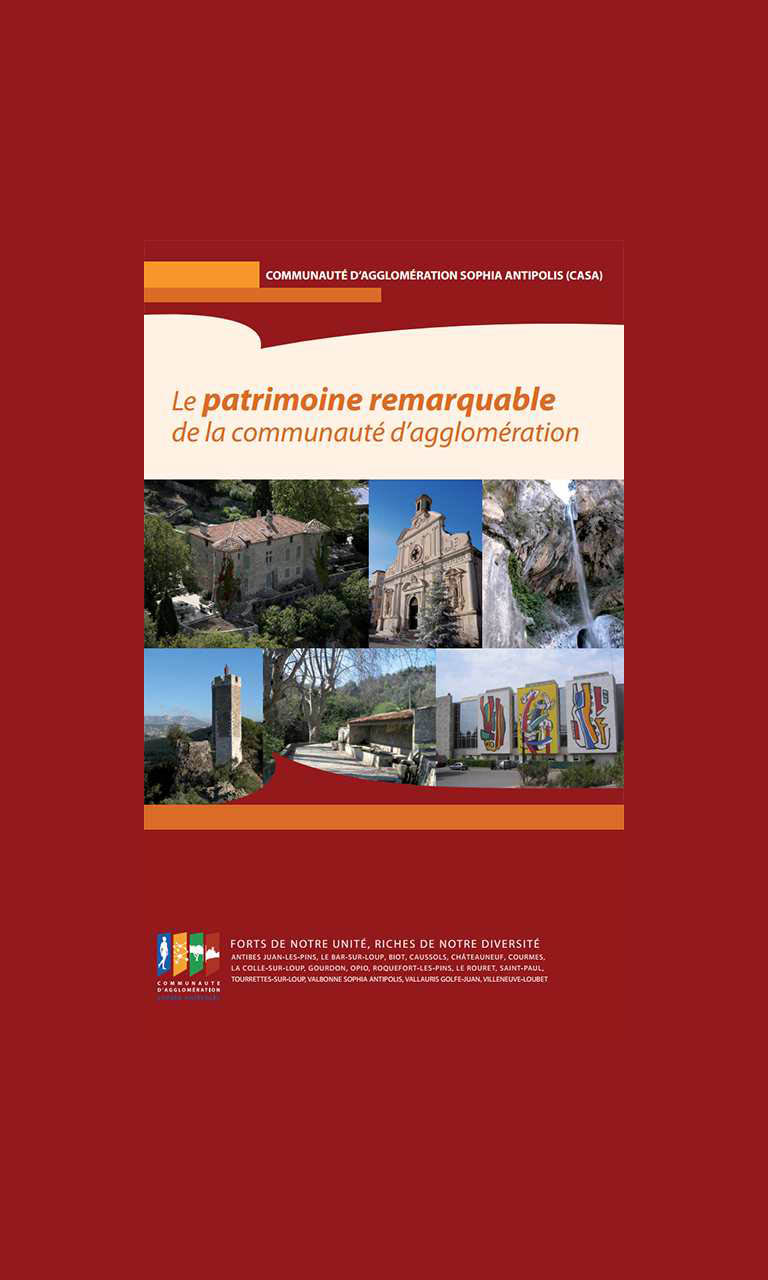 COMMUNAUTÉ D'AGGLOMÉRATION SOPHIA ANTIPOLIS (CASA)
Le patrimoine remarquable
de la communauté d'agglomération
FORTS DE NOTRE UNITÉ, RICHES DE NOTRE DIVERSITÉ
ANTIBES JUAN-LES-PINS, LE BAR-SUR-LOUP, BIOT, CAUSSOLS, CHÂTEAUNEUF, COURMES,
LA COLLE-SUR-LOUP, GOURDON, OPIO, ROQUEFORT-LES-PINS, LE ROURET, SAINT-PAUL,
TOURRETTES-SUR-LOUP, VALBONNE SOPHIA ANTIPOLIS, VALLAURIS GOLFE-JUAN, VILLENEUVE-LOUBET
COMMUNAUTE
D'AGGLOMÉRATION
SOPHIA ANTIPOLIS